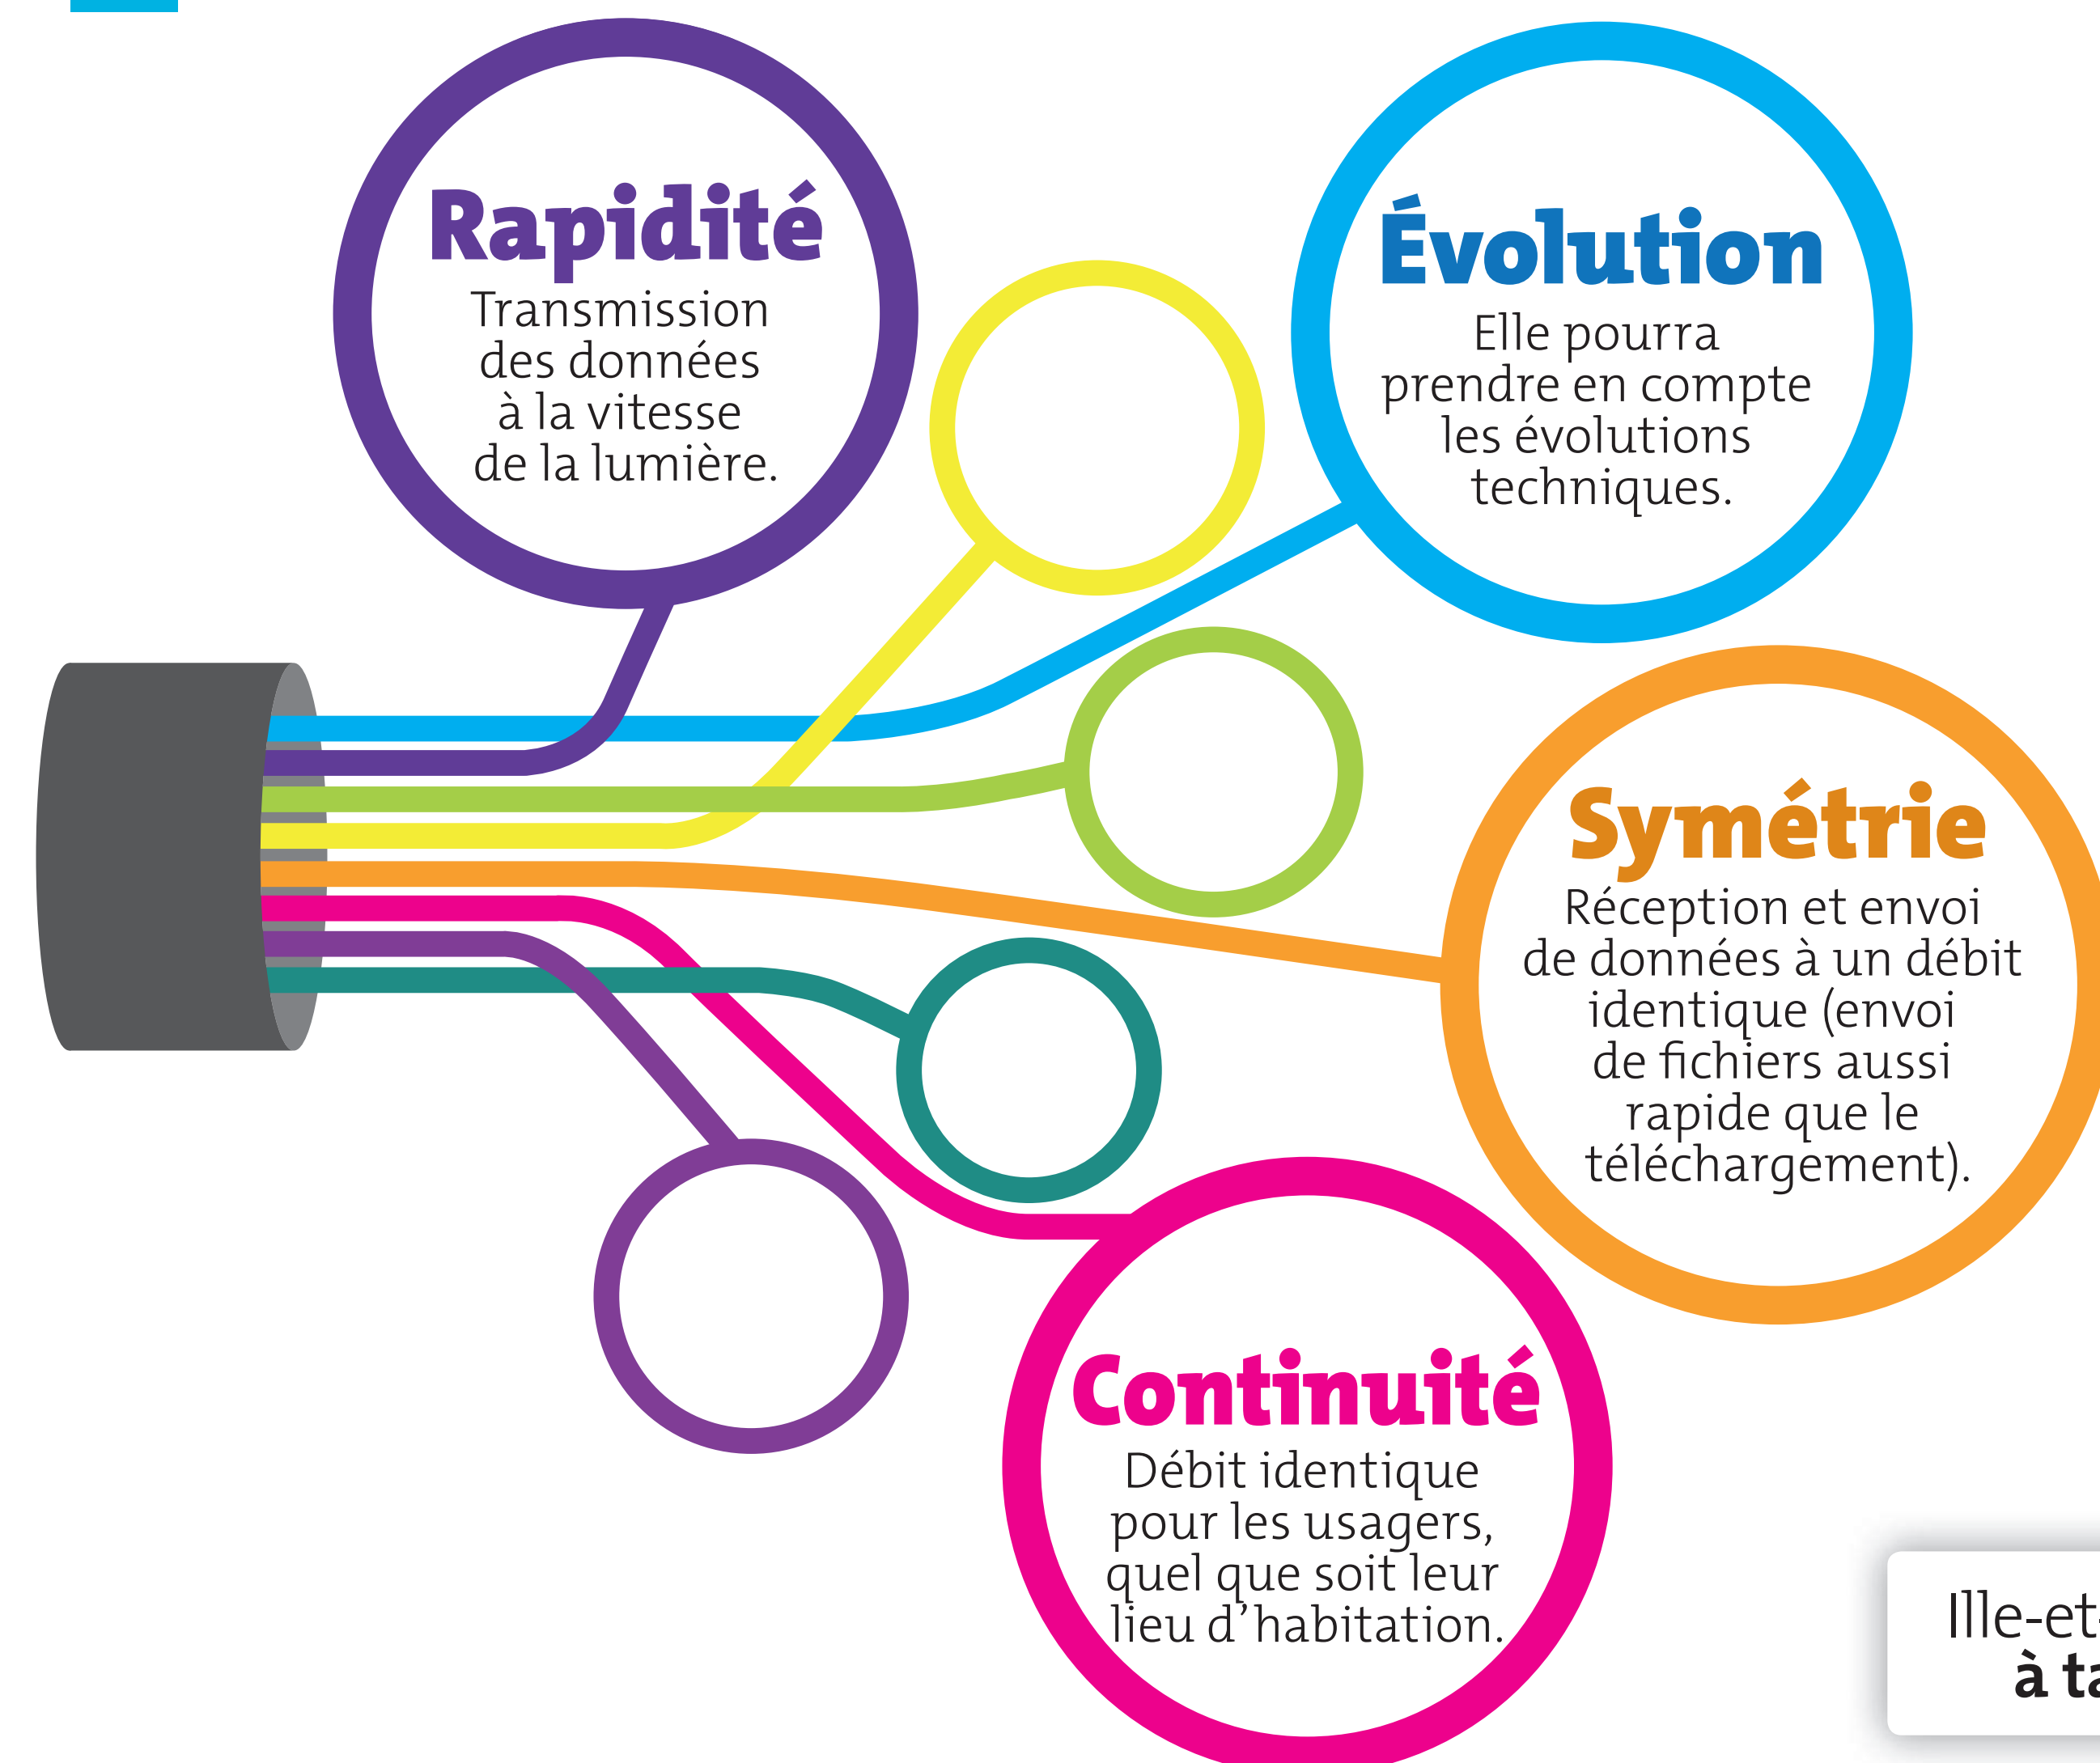 Rapidité
Transmission
des données
à la vitesse
de la lumière.
Évolution
Elle pourra
prendre en compte
les évolutions
techniques.
Symétrie
Réception et envoi
de données à un débit
identique (envoi
de fichiers aussi
rapide que le
téléchargement).
Continuité
Débit identique
pour les usagers,
quel que soit leur
lieu d'habitation.
Ille-et-
à